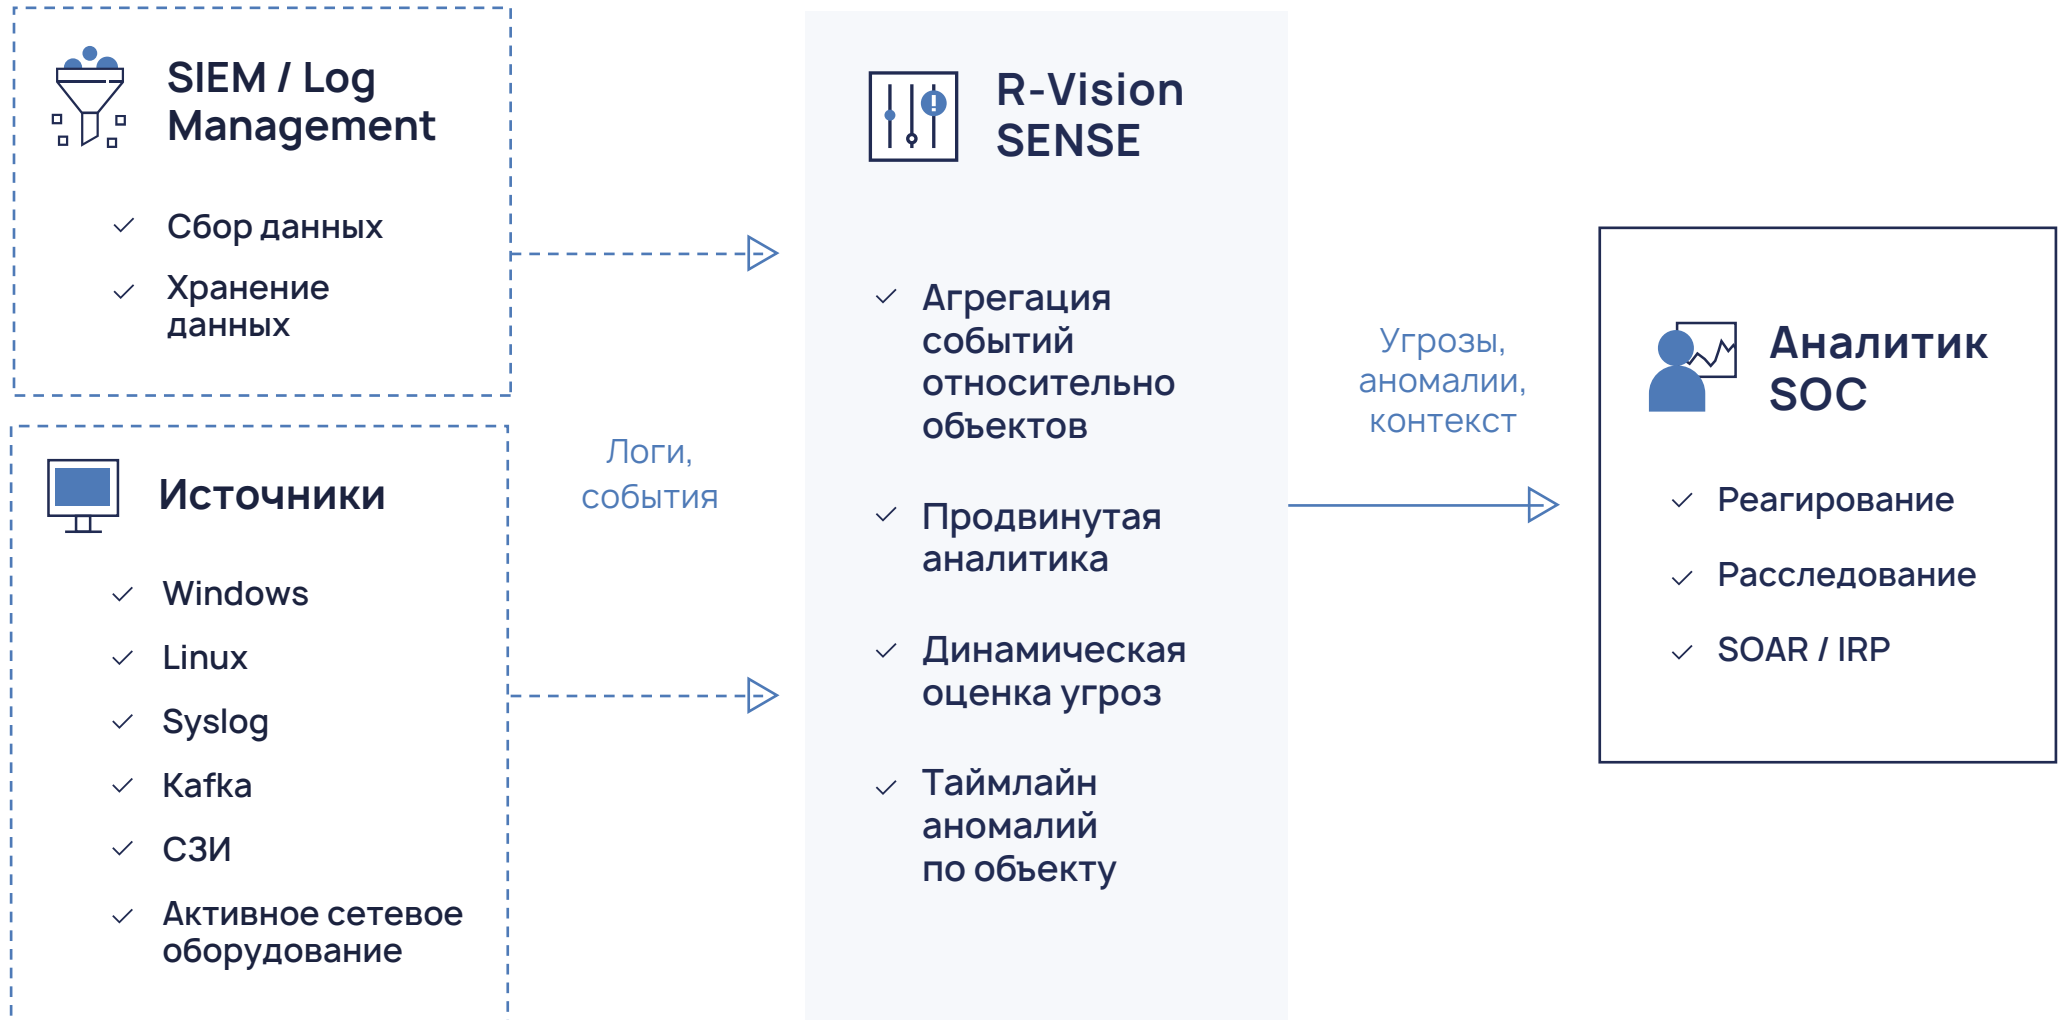 SIEM / Log
Management
Сбор данных
Хранение
данных
Источники
Windows
Linux
Syslog
Kafka
СЗИ
Активное сетевое
оборудование
Логи,
события
R-Vision
SENSE
Агрегация
событий
относительно
объектов
Продвинутая
аналитика
Динамическая
оценка угроз
Таймлайн
аномалий
по объекту
Угрозы,
аномалии,
контекст
Аналитик
SOC
Реагирование
Расследование
SOAR / IRP